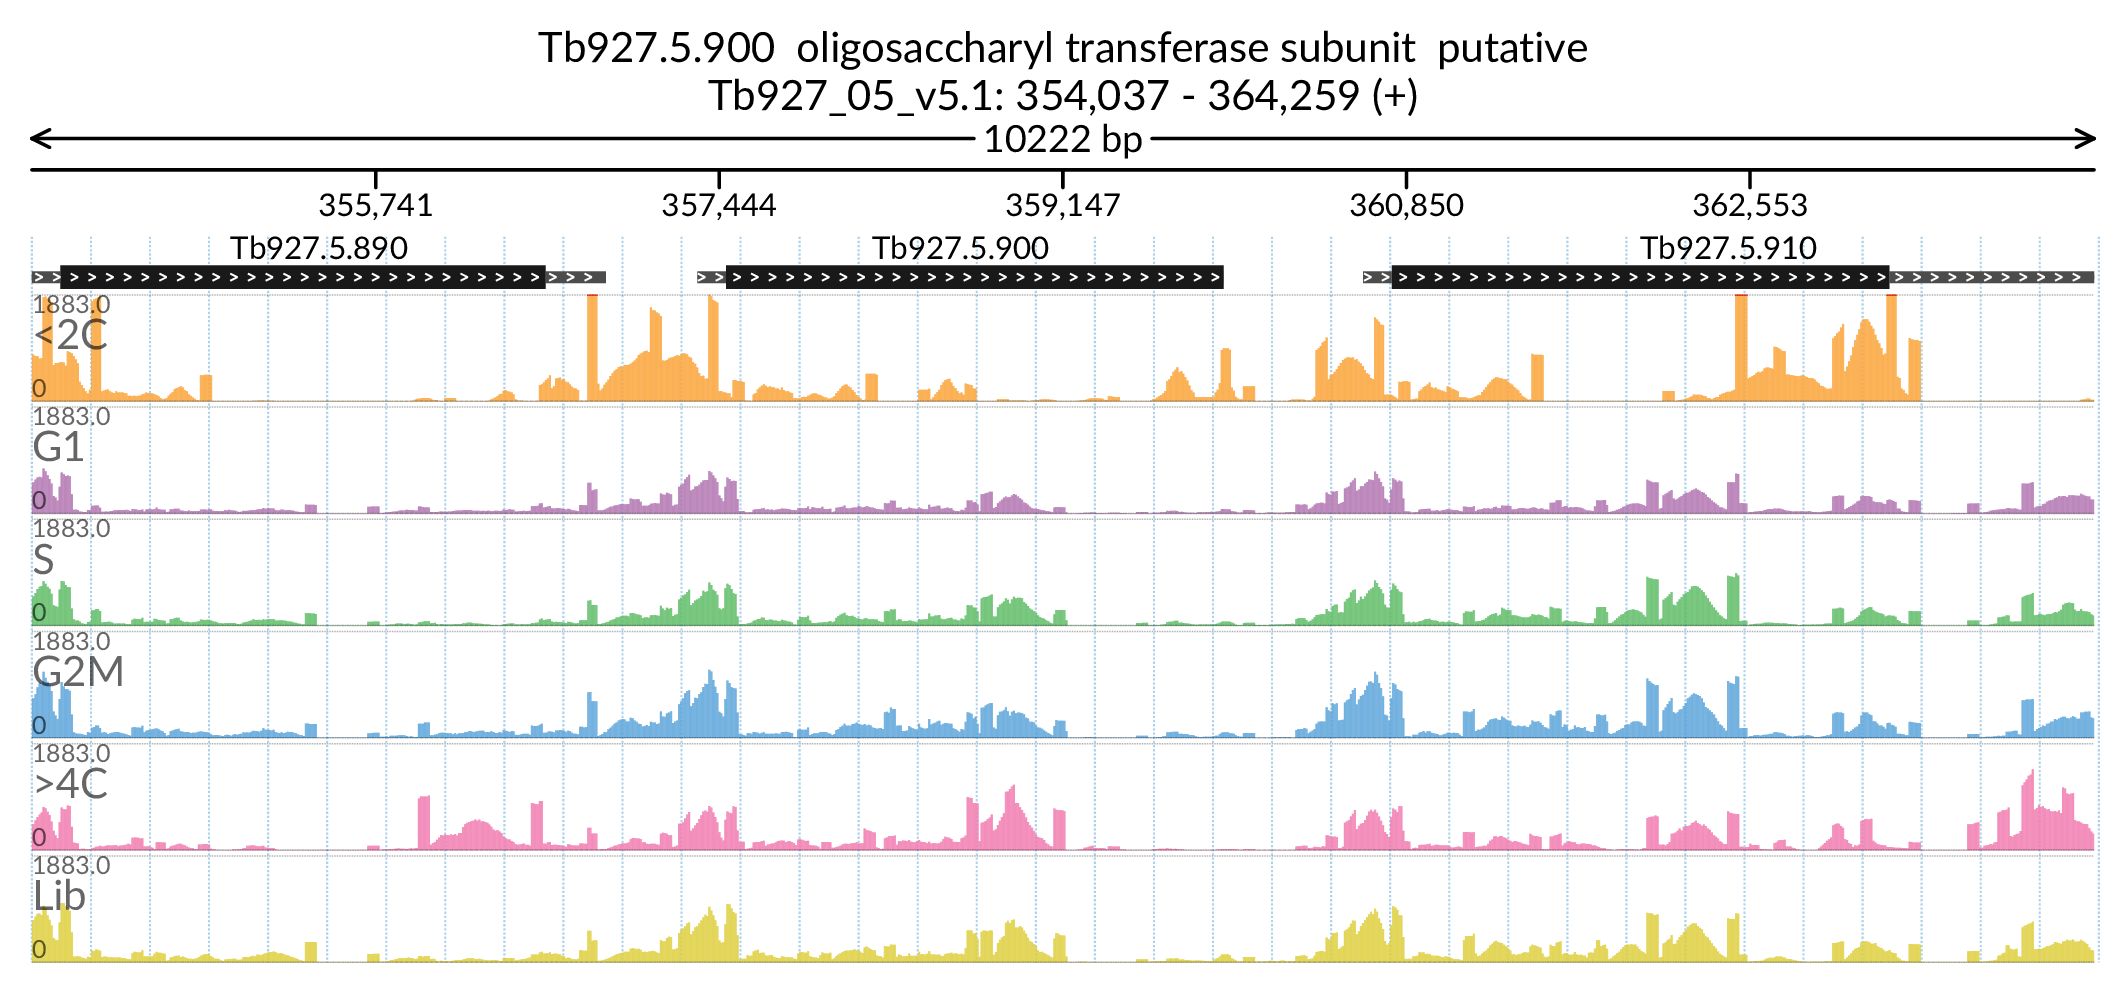 Tb927.5.900 oligosaccharyl transferase subunit putative
Tb927_05_v5.1: 354,037 - 364,259 (+)
10222 bp
355,741 357,444 359,147 360,850 362,553
Tb927.5.890 Tb927.5.900 Tb927.5.910
1883.0
<2C
0
1883.0
G1
0
1883.0
S
0
1883.0
G2M
0
1883.0
>4C
0
1883.0
Lib
0